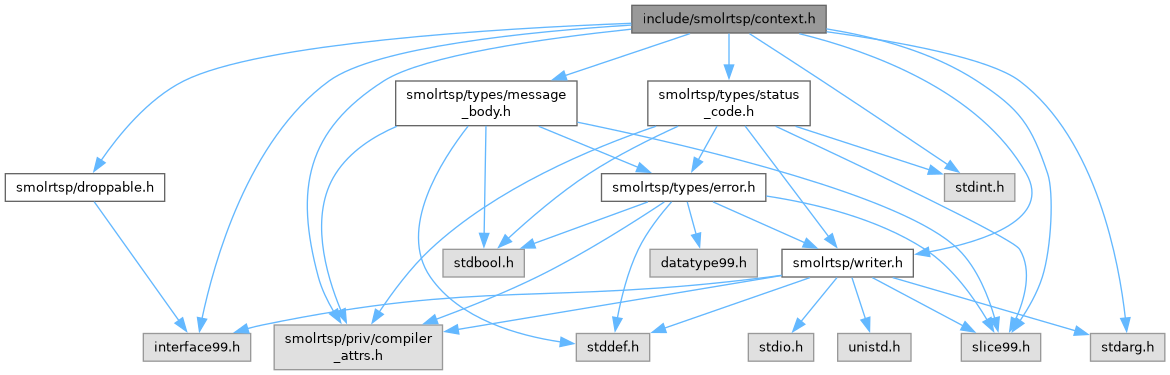 include/smolrtsp/context.h
smolrtsp/types/message
_body.h
smolrtsp/types/status
_code.h
smolrtsp/droppable.h
smolrtsp/types/error.h
stdint.h
stdbool.h
datatype99.h
smolrtsp/writer.h
interface99.h
smolrtsp/priv/compiler
_attrs.h
stddef.h
stdio.h
unistd.h
slice99.h
stdarg.h